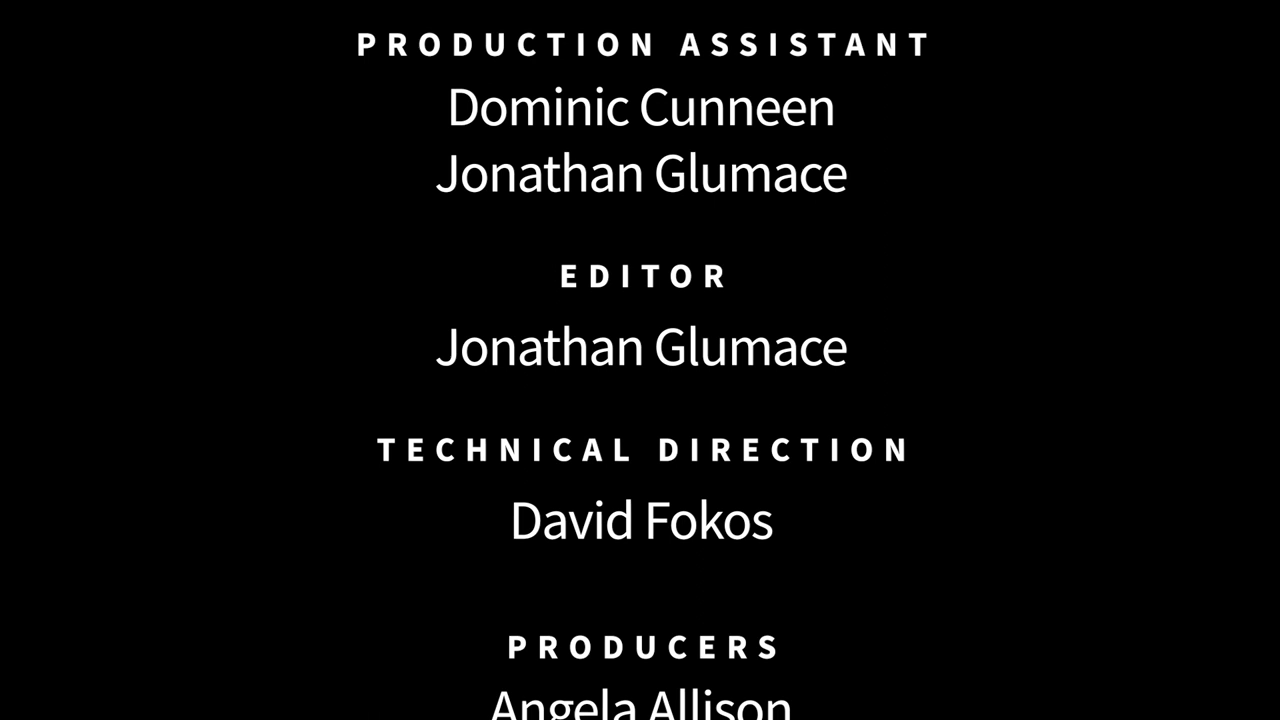 PRODUCTION ASSISTANT
Dominic Cunneen
Jonathan Glumace
EDITOR
Jonathan Glumace
TECHNICAL DIRECTION
David Fokos
PRODUCERS
Angela Allison